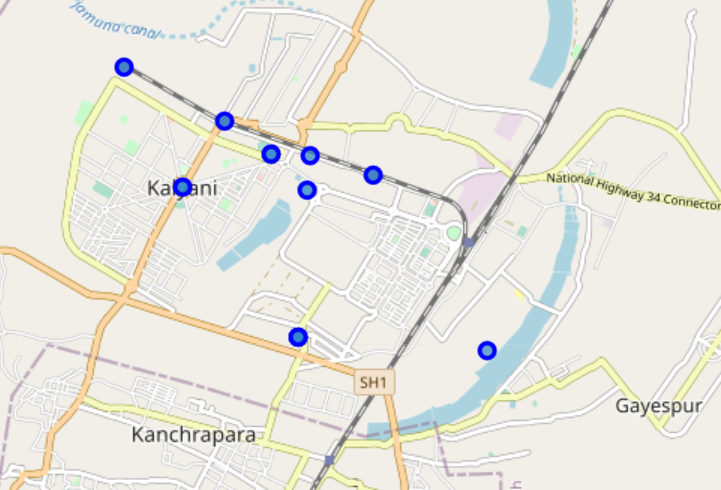 Jamuna canal
Kalyani
National Highway 34 Connector
SH1
Gayespur
Kanchrapara